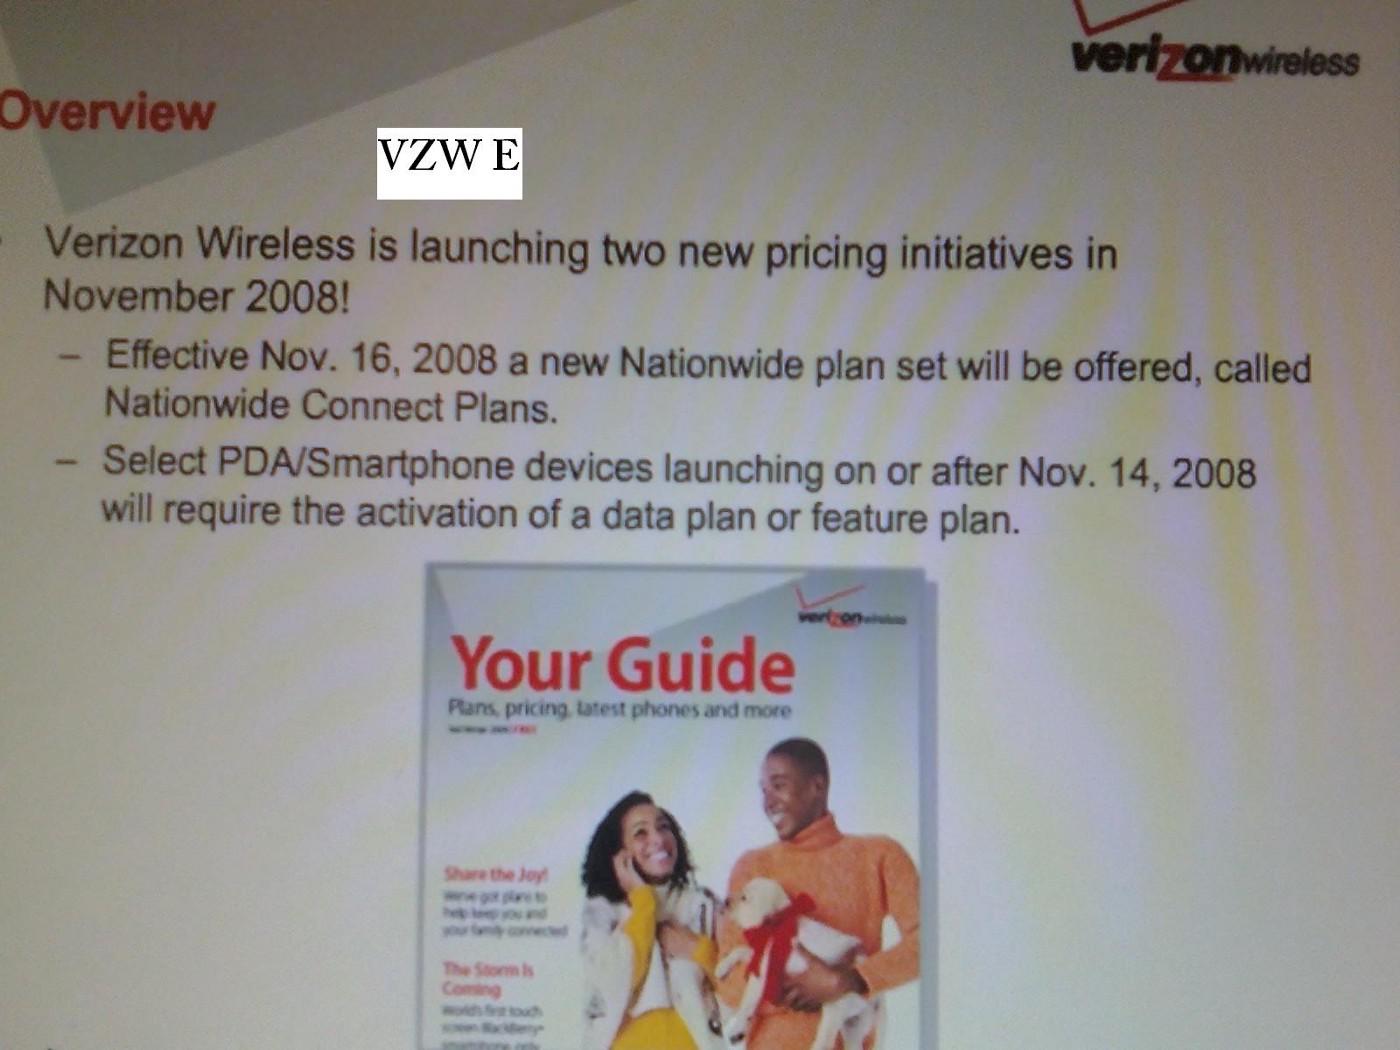 verizonwireless
Overview
VZW E
Verizon Wireless is launching two new pricing initiatives in
November 2008!
– Effective Nov. 16, 2008 a new Nationwide plan set will be offered, called
Nationwide Connect Plans.
– Select PDA/Smartphone devices launching on or after Nov. 14, 2008
will require the activation of a data plan or feature plan.
verizonwireless
Your Guide
Plans, pricing, latest phones and more
Share the Joy!
We've got plans to
help keep you and
your family connected
The Storm Is
Coming
World's first touch
screen BlackBerry®
smartphone, only